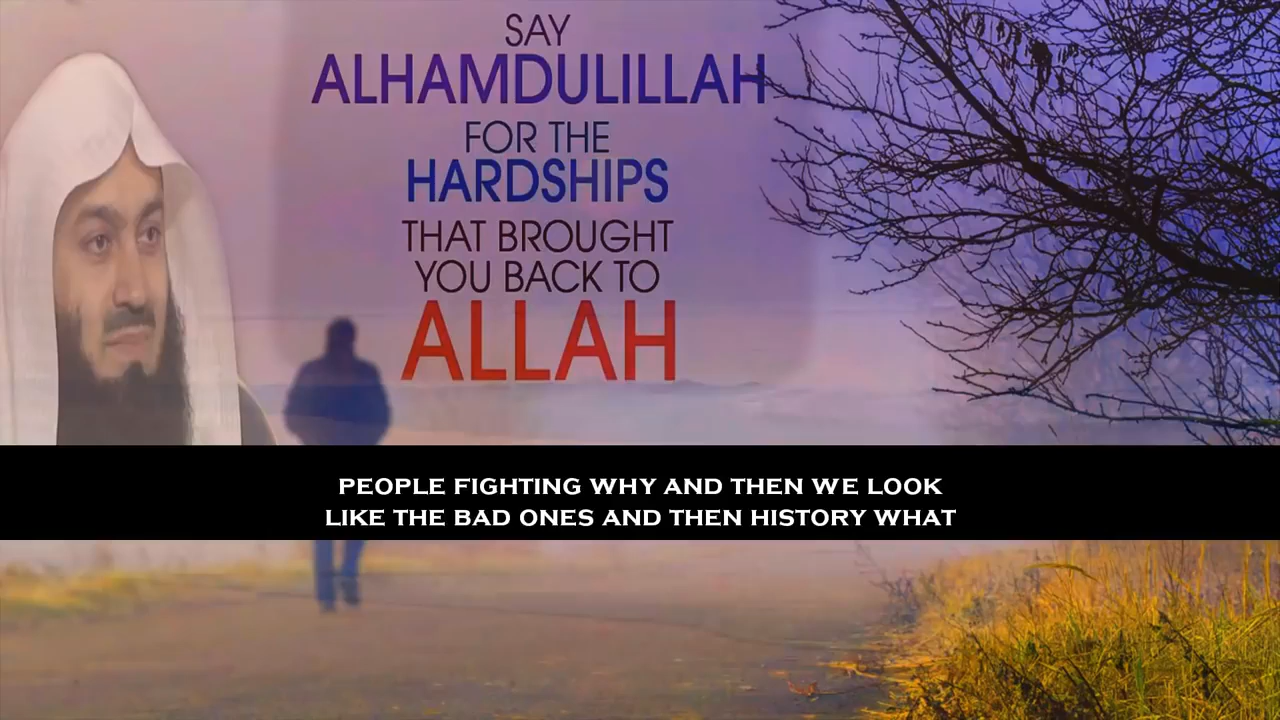 SAY
ALHAMDULILLAH
FOR THE
HARDSHIPS
THAT BROUGHT
YOU BACK TO
ALLAH
PEOPLE FIGHTING WHY AND THEN WE LOOK
LIKE THE BAD ONES AND THEN HISTORY WHAT